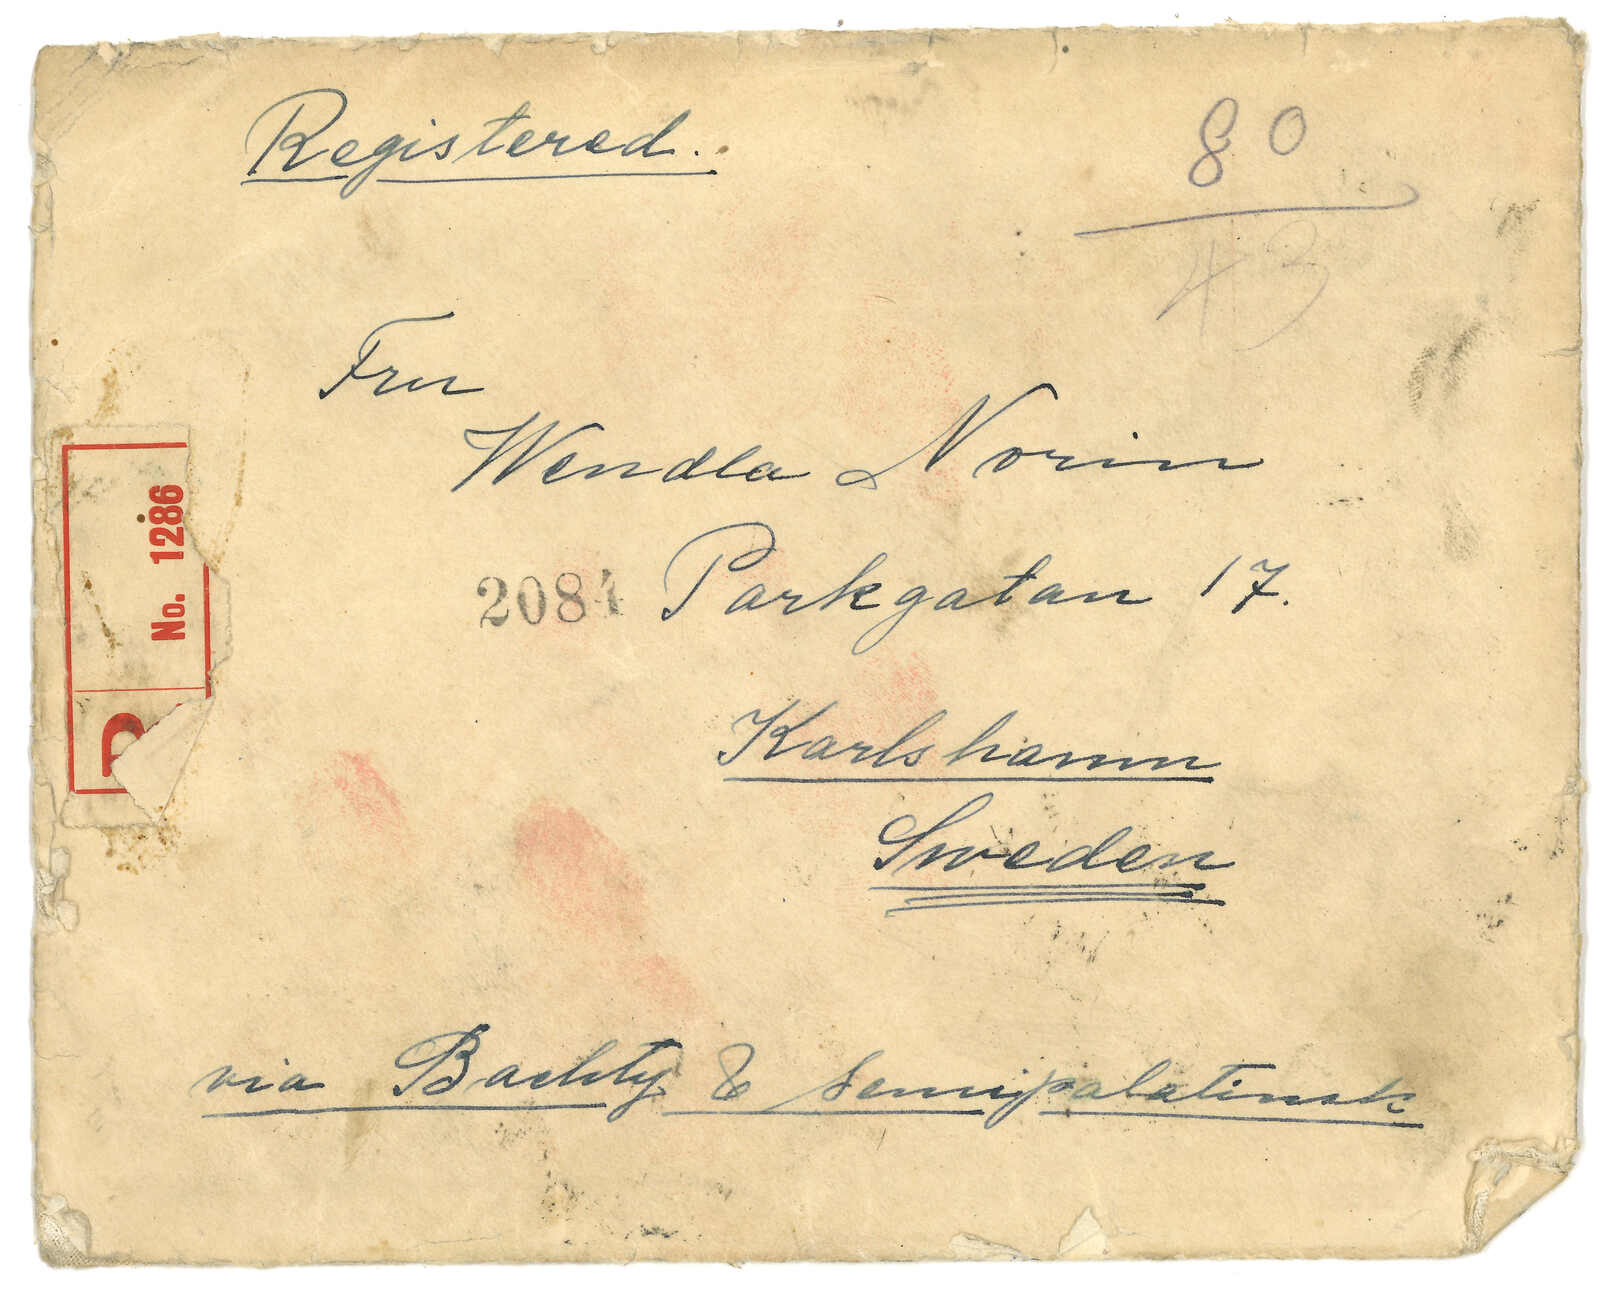 Registered.
80
43
Fru
Wendla Norin
No. 1286
R
2084 Parkgatan 17.
Karlshamn
Sweden
via Bachty & Semipalatinsk